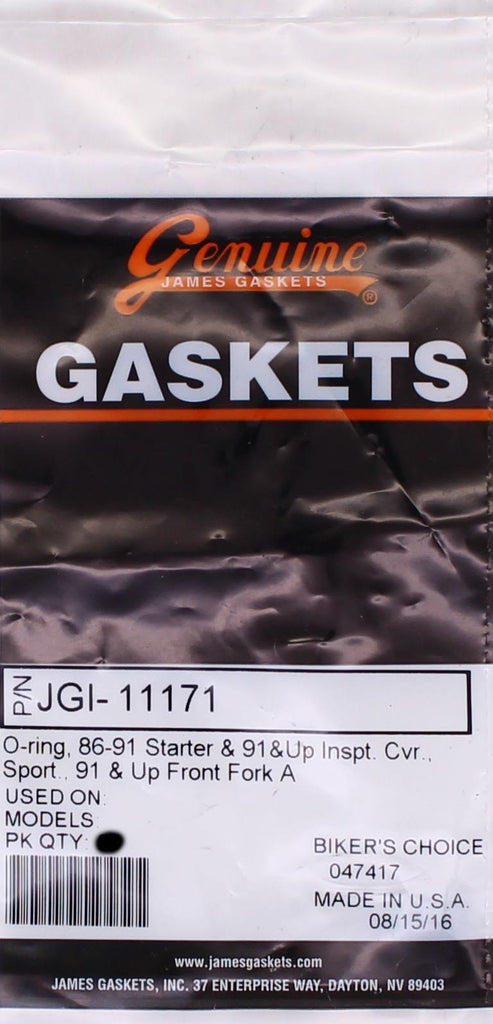 Genuine
JAMES GASKETS
®
GASKETS
P/N JGI-11171
O-ring, 86-91 Starter & 91&Up Inspt. Cvr.,
Sport., 91 & Up Front Fork A
USED ON:
MODELS:
PK QTY:
BIKER'S CHOICE
047417
MADE IN U.S.A.
08/15/16
www.jamesgaskets.com
JAMES GASKETS, INC. 37 ENTERPRISE WAY, DAYTON, NV 89403